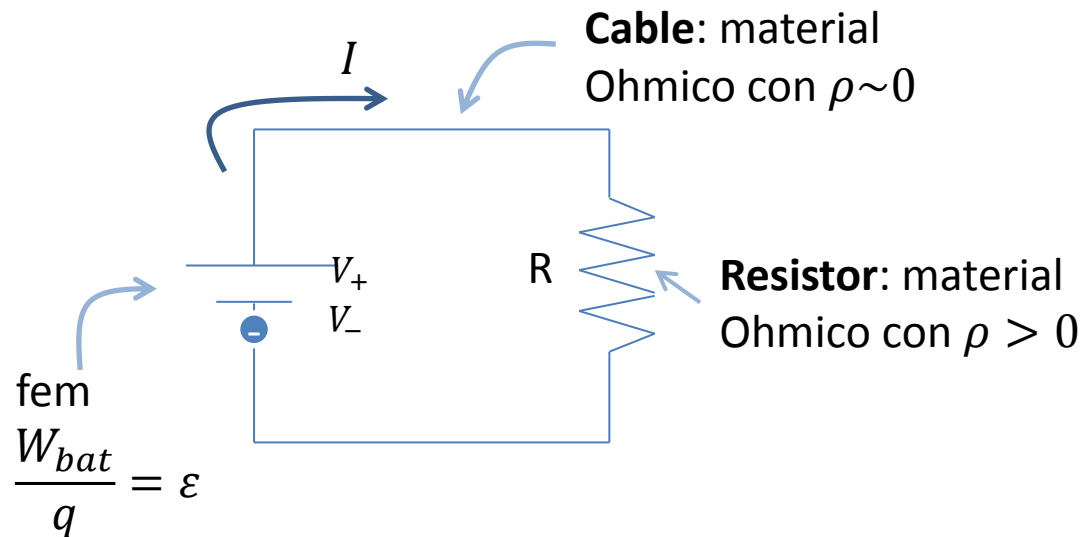 Cable: material
Ohmico con ρ~0
I
V₊
V₋
-
R
Resistor: material
Ohmico con ρ > 0
fem
W_bat
/q = ε